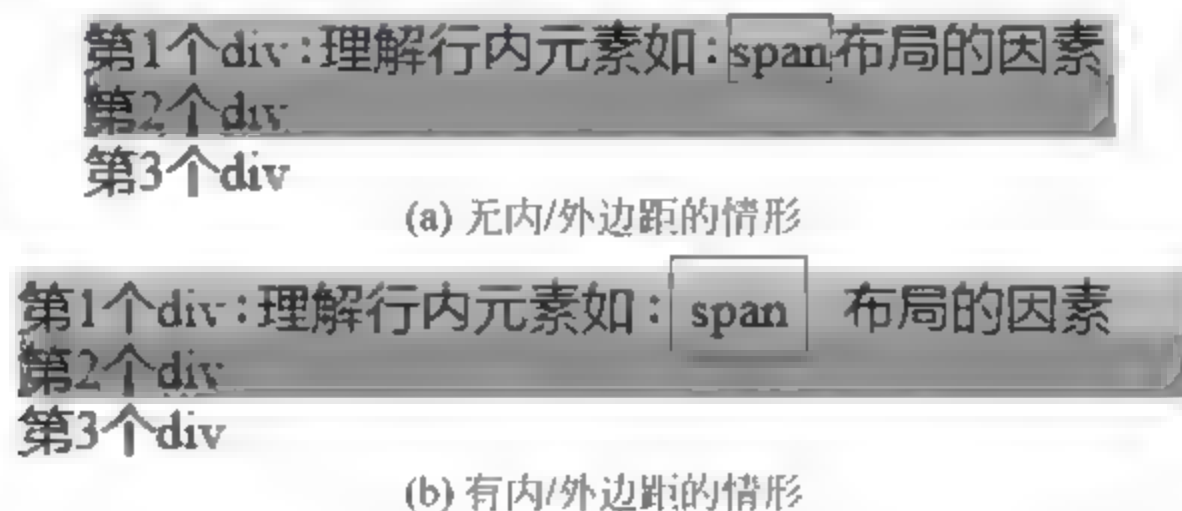 第1个div:理解行内元素如:span布局的因素
第2个div
第3个div
(a) 无内/外边距的情形
第1个div:理解行内元素如: span 布局的因素
第2个div
第3个div
(b) 有内/外边距的情形